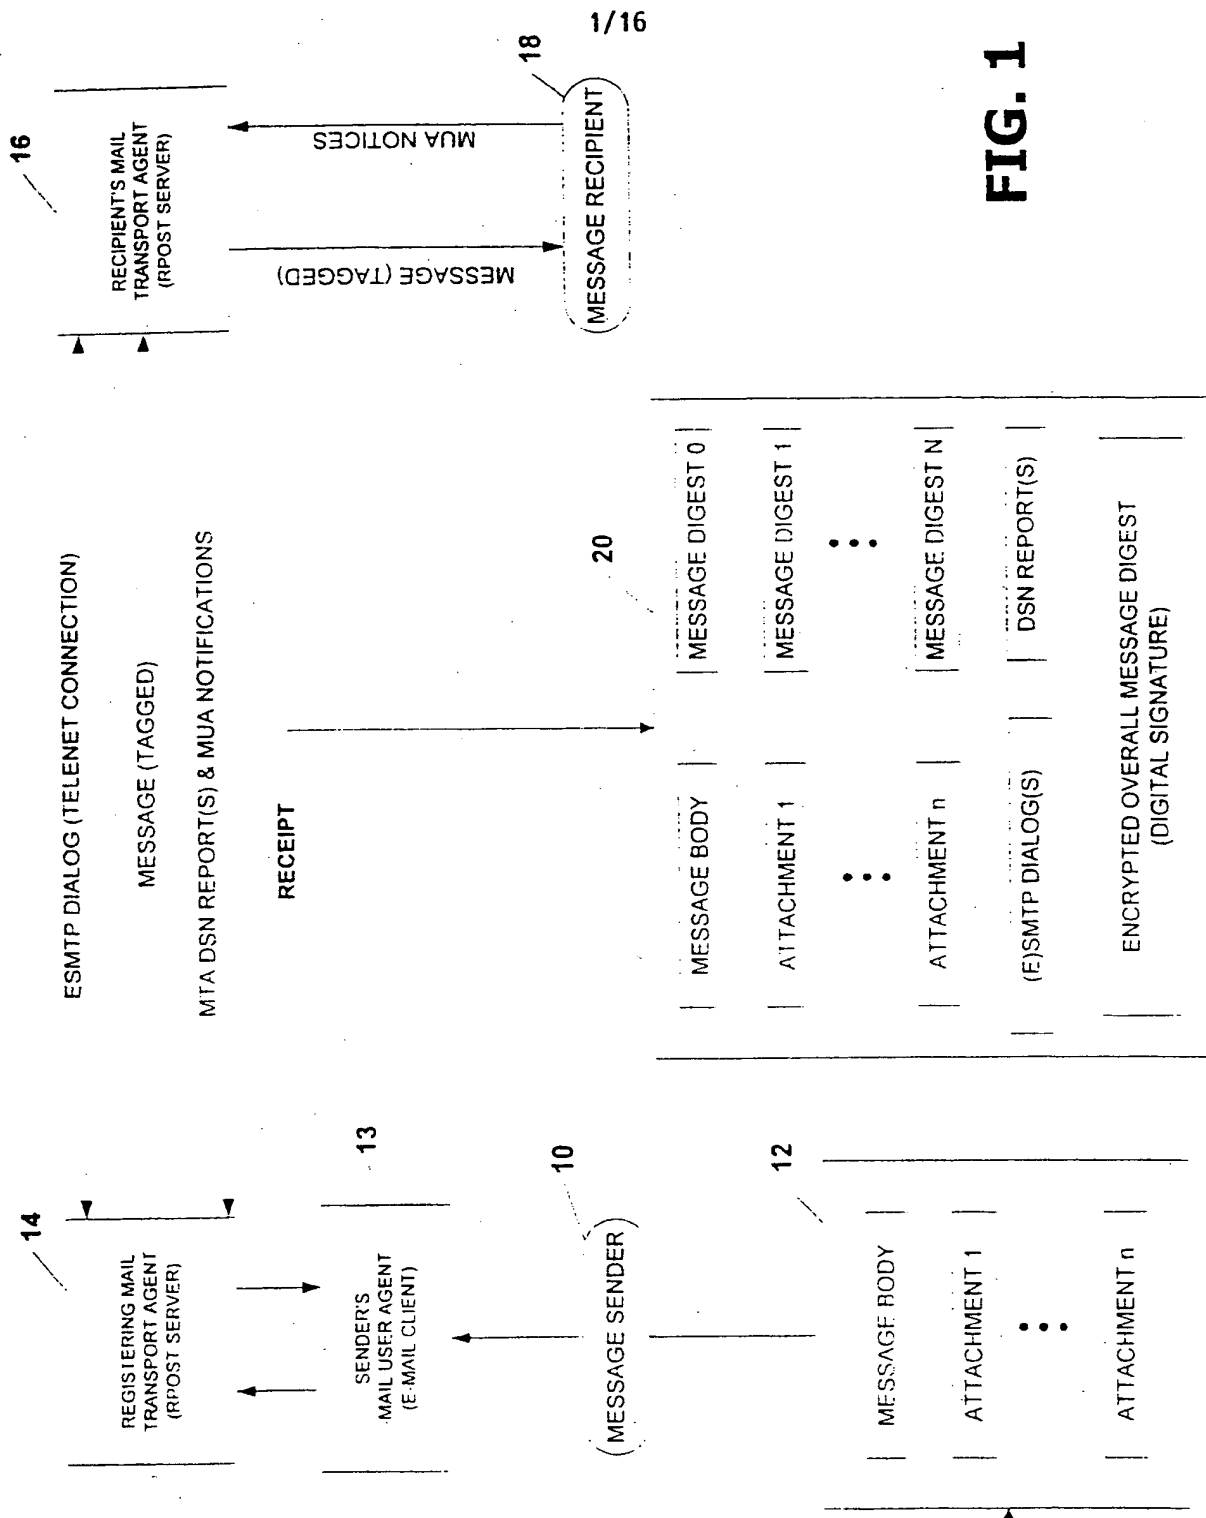 1/16
14
REGISTERING MAIL
TRANSPORT AGENT
(RPOST SERVER)
13
SENDER'S
MAIL USER AGENT
(E-MAIL CLIENT)
10
MESSAGE SENDER
12
MESSAGE BODY
ATTACHMENT 1
ATTACHMENT n
ESMTP DIALOG (TELENET CONNECTION)
MESSAGE (TAGGED)
MTA DSN REPORT(S) & MUA NOTIFICATIONS
RECEIPT
20
MESSAGE BODY
MESSAGE DIGEST 0
ATTACHMENT 1
MESSAGE DIGEST 1
ATTACHMENT n
MESSAGE DIGEST N
(E)SMTP DIALOG(S)
DSN REPORT(S)
ENCRYPTED OVERALL MESSAGE DIGEST
(DIGITAL SIGNATURE)
16
RECIPIENT'S MAIL
TRANSPORT AGENT
(RPOST SERVER)
MESSAGE (TAGGED)
MUA NOTICES
18
MESSAGE RECIPIENT
FIG. 1